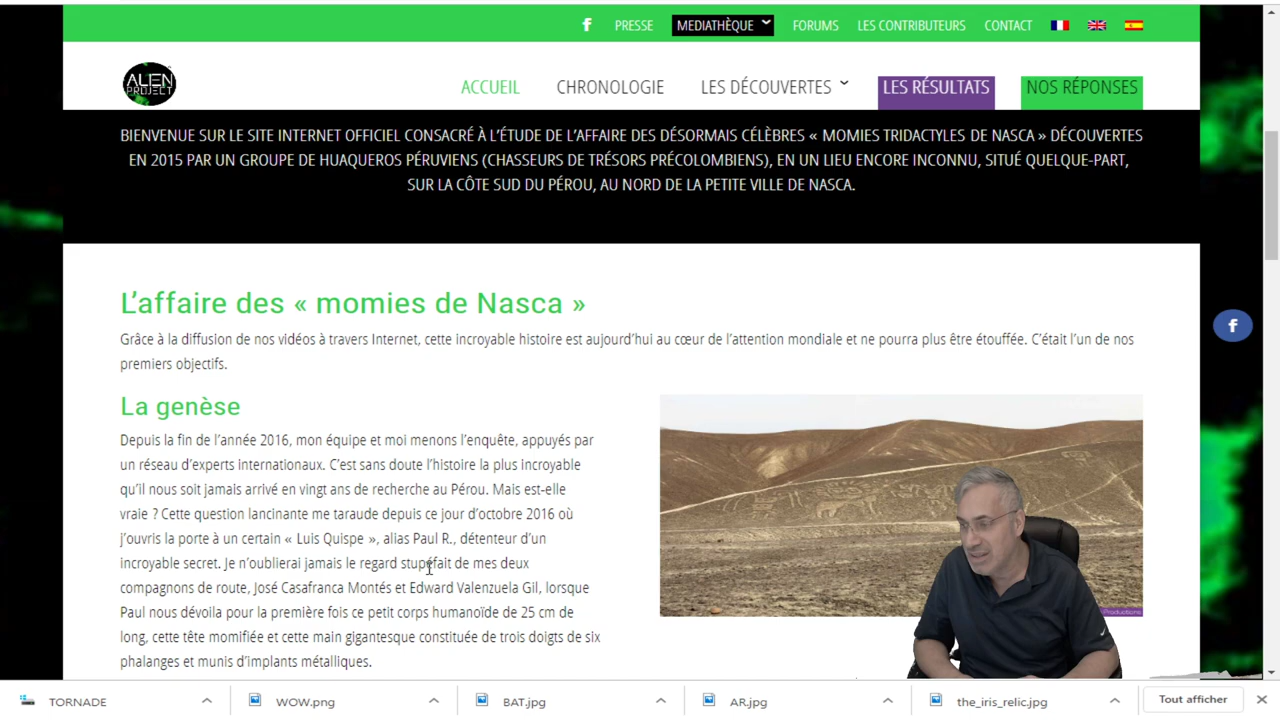 PRESSE MEDIATHÈQUE FORUMS LES CONTRIBUTEURS CONTACT
ALIEN
PROJECT
ACCUEIL CHRONOLOGIE LES DÉCOUVERTES LES RÉSULTATS NOS RÉPONSES
BIENVENUE SUR LE SITE INTERNET OFFICIEL CONSACRÉ À L'ÉTUDE DE L'AFFAIRE DES DÉSORMAIS CÉLÈBRES « MOMIES TRIDACTYLES DE NASCA » DÉCOUVERTES
EN 2015 PAR UN GROUPE DE HUAQUEROS PÉRUVIENS (CHASSEURS DE TRÉSORS PRÉCOLOMBIENS), EN UN LIEU ENCORE INCONNU, SITUÉ QUELQUE-PART,
SUR LA CÔTE SUD DU PÉROU, AU NORD DE LA PETITE VILLE DE NASCA.
L'affaire des « momies de Nasca »
Grâce à la diffusion de nos vidéos à travers Internet, cette incroyable histoire est aujourd'hui au cœur de l'attention mondiale et ne pourra plus être étouffée. C'était l'un de nos
premiers objectifs.
La genèse
Depuis la fin de l'année 2016, mon équipe et moi menons l'enquête, appuyés par
un réseau d'experts internationaux. C'est sans doute l'histoire la plus incroyable
qu'il nous soit jamais arrivé en vingt ans de recherche au Pérou. Mais est-elle
vraie ? Cette question lancinante me taraude depuis ce jour d'octobre 2016 où
j'ouvris la porte à un certain « Luis Quispe », alias Paul R., détenteur d'un
incroyable secret. Je n'oublierai jamais le regard stupéfait de mes deux
compagnons de route, José Casafranca Montés et Edward Valenzuela Gil, lorsque
Paul nous dévoila pour la première fois ce petit corps humanoïde de 25 cm de
long, cette tête momifiée et cette main gigantesque constituée de trois doigts de six
phalanges et munis d'implants métalliques.
Productions
TORNADE WOW.png BAT.jpg AR.jpg the_iris_relic.jpg Tout afficher